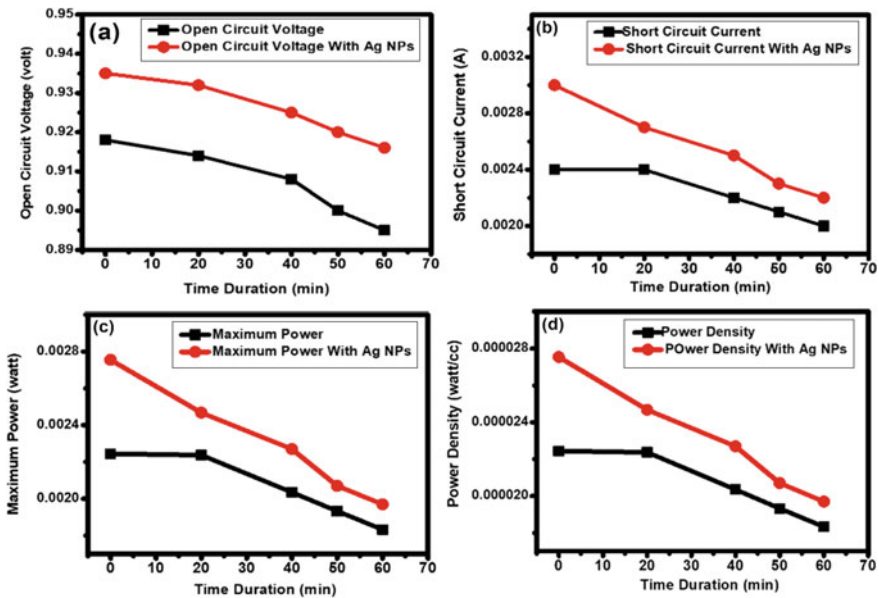 (a)
Open Circuit Voltage
Open Circuit Voltage With Ag NPs
0.95
0.94
0.93
0.92
0.91
0.90
0.89
Open Circuit Voltage (volt)
0 10 20 30 40 50 60 70
Time Duration (min)
(b)
Short Circuit Current
Short Circuit Current With Ag NPs
0.0032
0.0028
0.0024
0.0020
Short Circuit Current (A)
0 10 20 30 40 50 60 70
Time Duration (min)
(c)
Maximum Power
Maximum Power With Ag NPs
0.0028
0.0024
0.0020
Maximum Power (watt)
0 10 20 30 40 50 60 70
Time Duration (min)
(d)
Power Density
POwer Density With Ag NPs
0.000028
0.000024
0.000020
Power Density (watt/cc)
0 10 20 30 40 50 60 70
Time Duration (min)